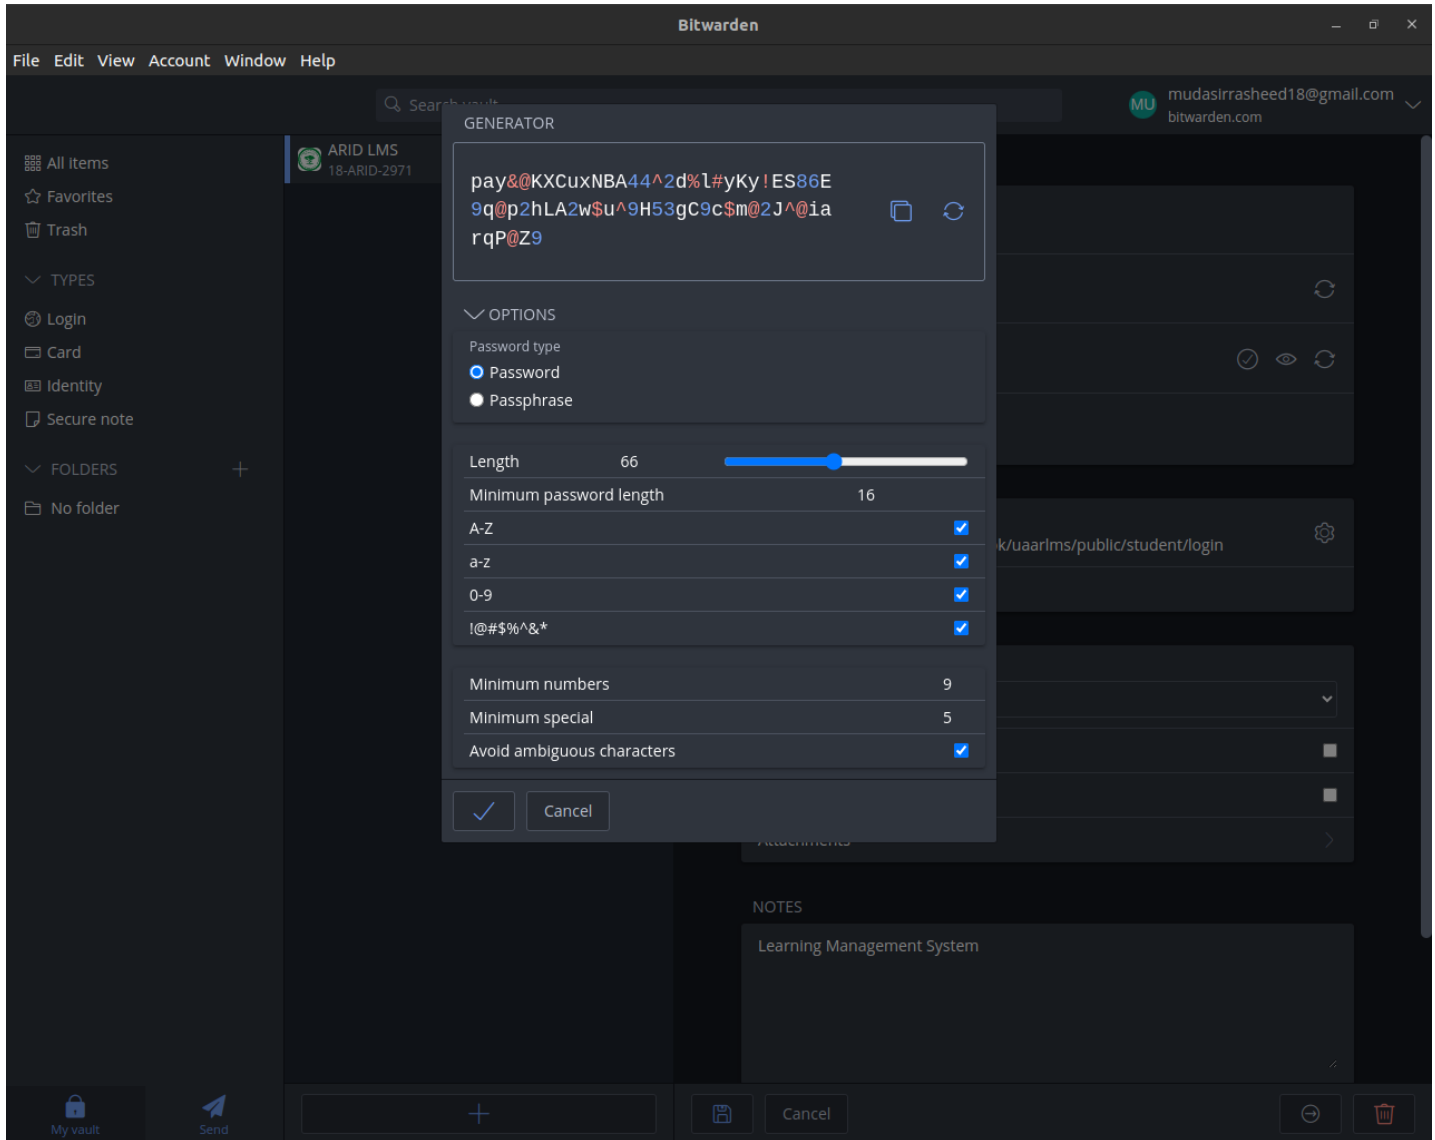 Bitwarden
File Edit View Account Window Help
Search vault
MU
mudasirrasheed18@gmail.com
bitwarden.com
All items
Favorites
Trash
TYPES
Login
Card
Identity
Secure note
FOLDERS
No folder
ARID LMS
18-ARID-2971
GENERATOR
pay&@KXCuxNBA44^2d%l#yKy!ES86E
9q@p2hLA2w$u^9H53gC9c$m@2J^@ia
rqP@Z9
OPTIONS
Password type
Password
Passphrase
Length 66
Minimum password length 16
A-Z
a-z
0-9
!@#$%^&*
Minimum numbers 9
Minimum special 5
Avoid ambiguous characters
Cancel
k/uaarlms/public/student/login
Attachments
NOTES
Learning Management System
My vault
Send
Cancel